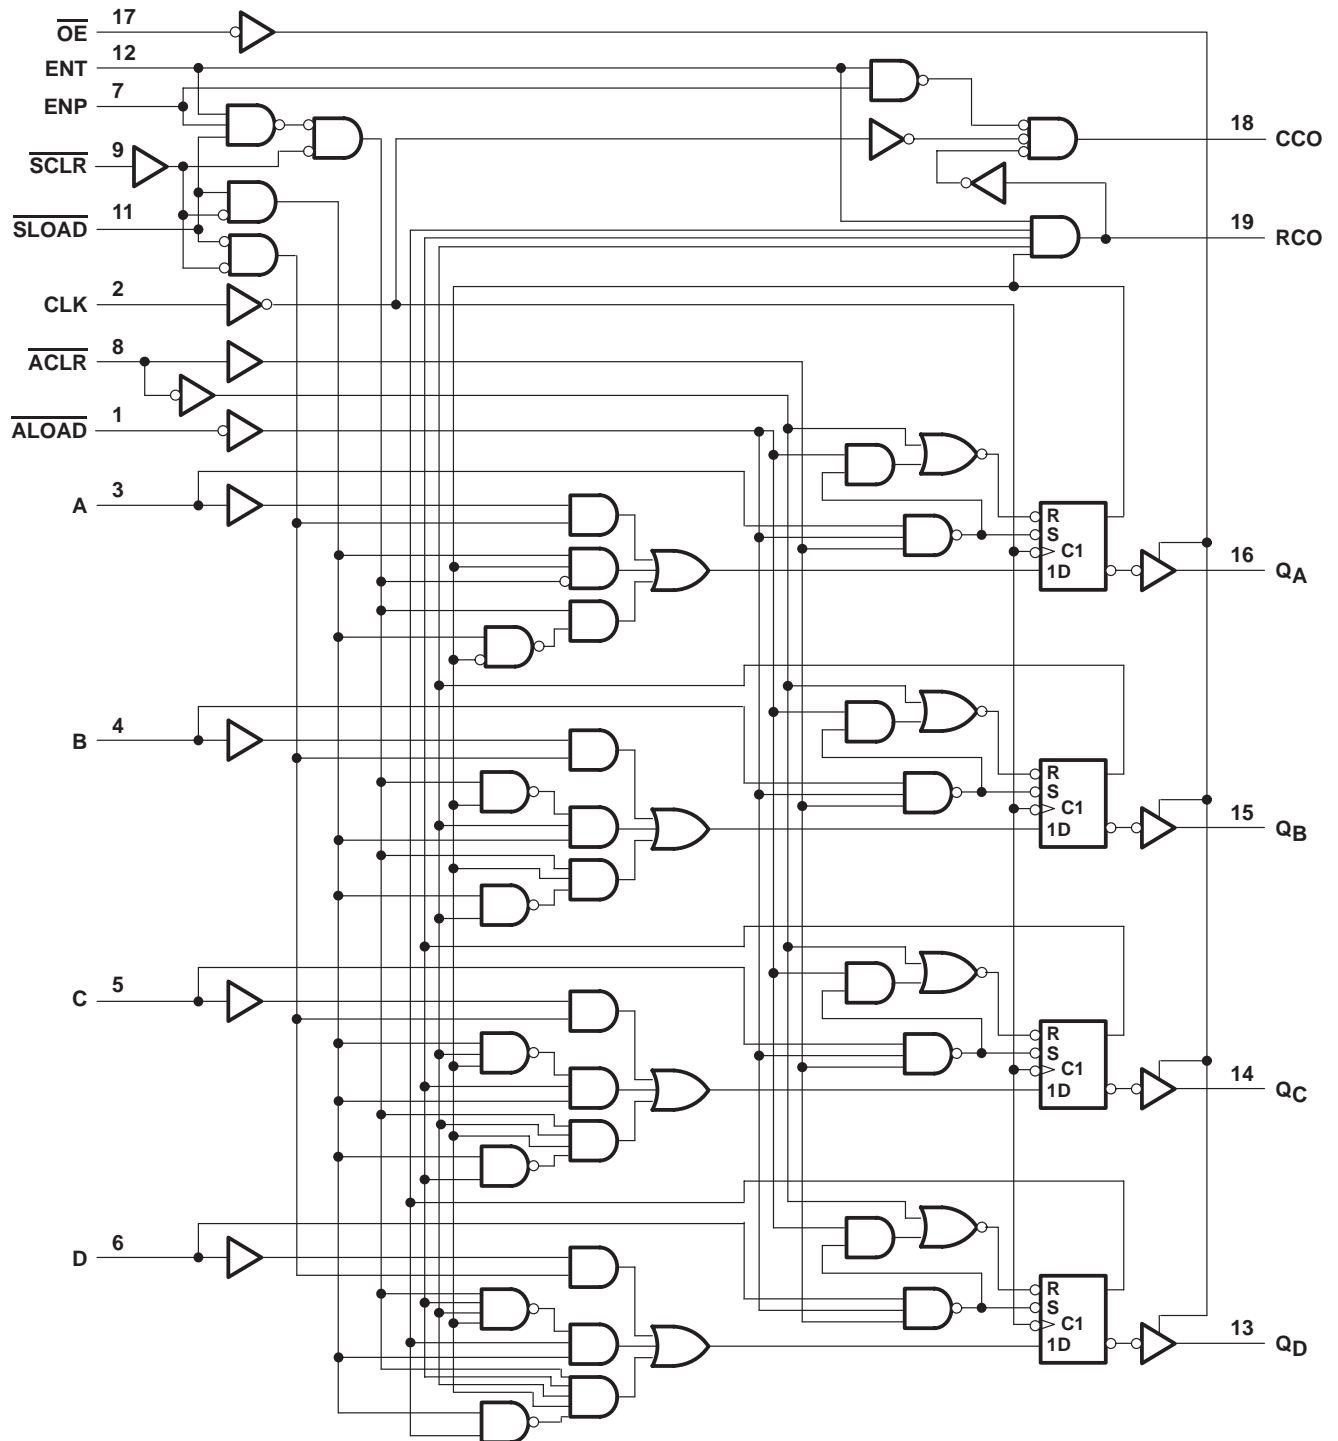 OE 17
ENT 12
ENP 7
SCLR 9
SLOAD 11
CLK 2
ACLR 8
ALOAD 1
18 CCO
19 RCO
A 3
R
S
C1
1D
16 QA
B 4
R
S
C1
1D
15 QB
C 5
R
S
C1
1D
14 QC
D 6
R
S
C1
1D
13 QD